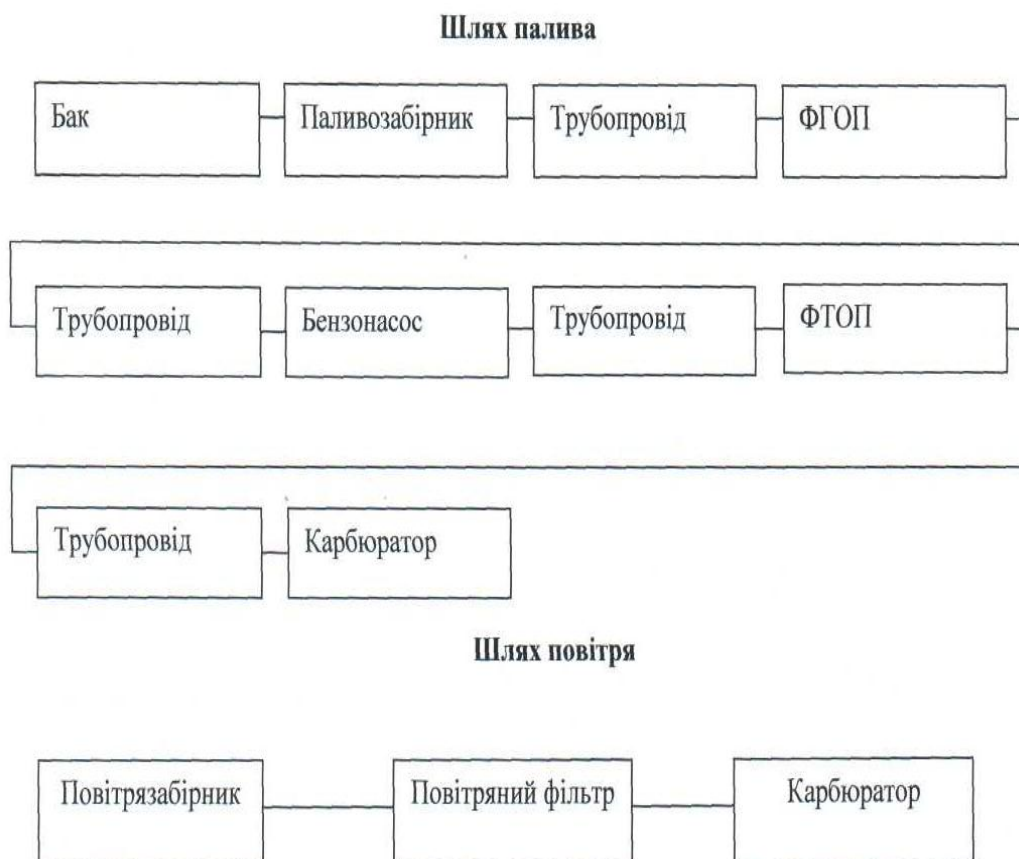 Шлях палива
Бак Паливозабірник Трубопровід ФГОП
Трубопровід Бензонасос Трубопровід ФТОП
Трубопровід Карбюратор
Шлях повітря
Повітрязабірник Повітряний фільтр Карбюратор